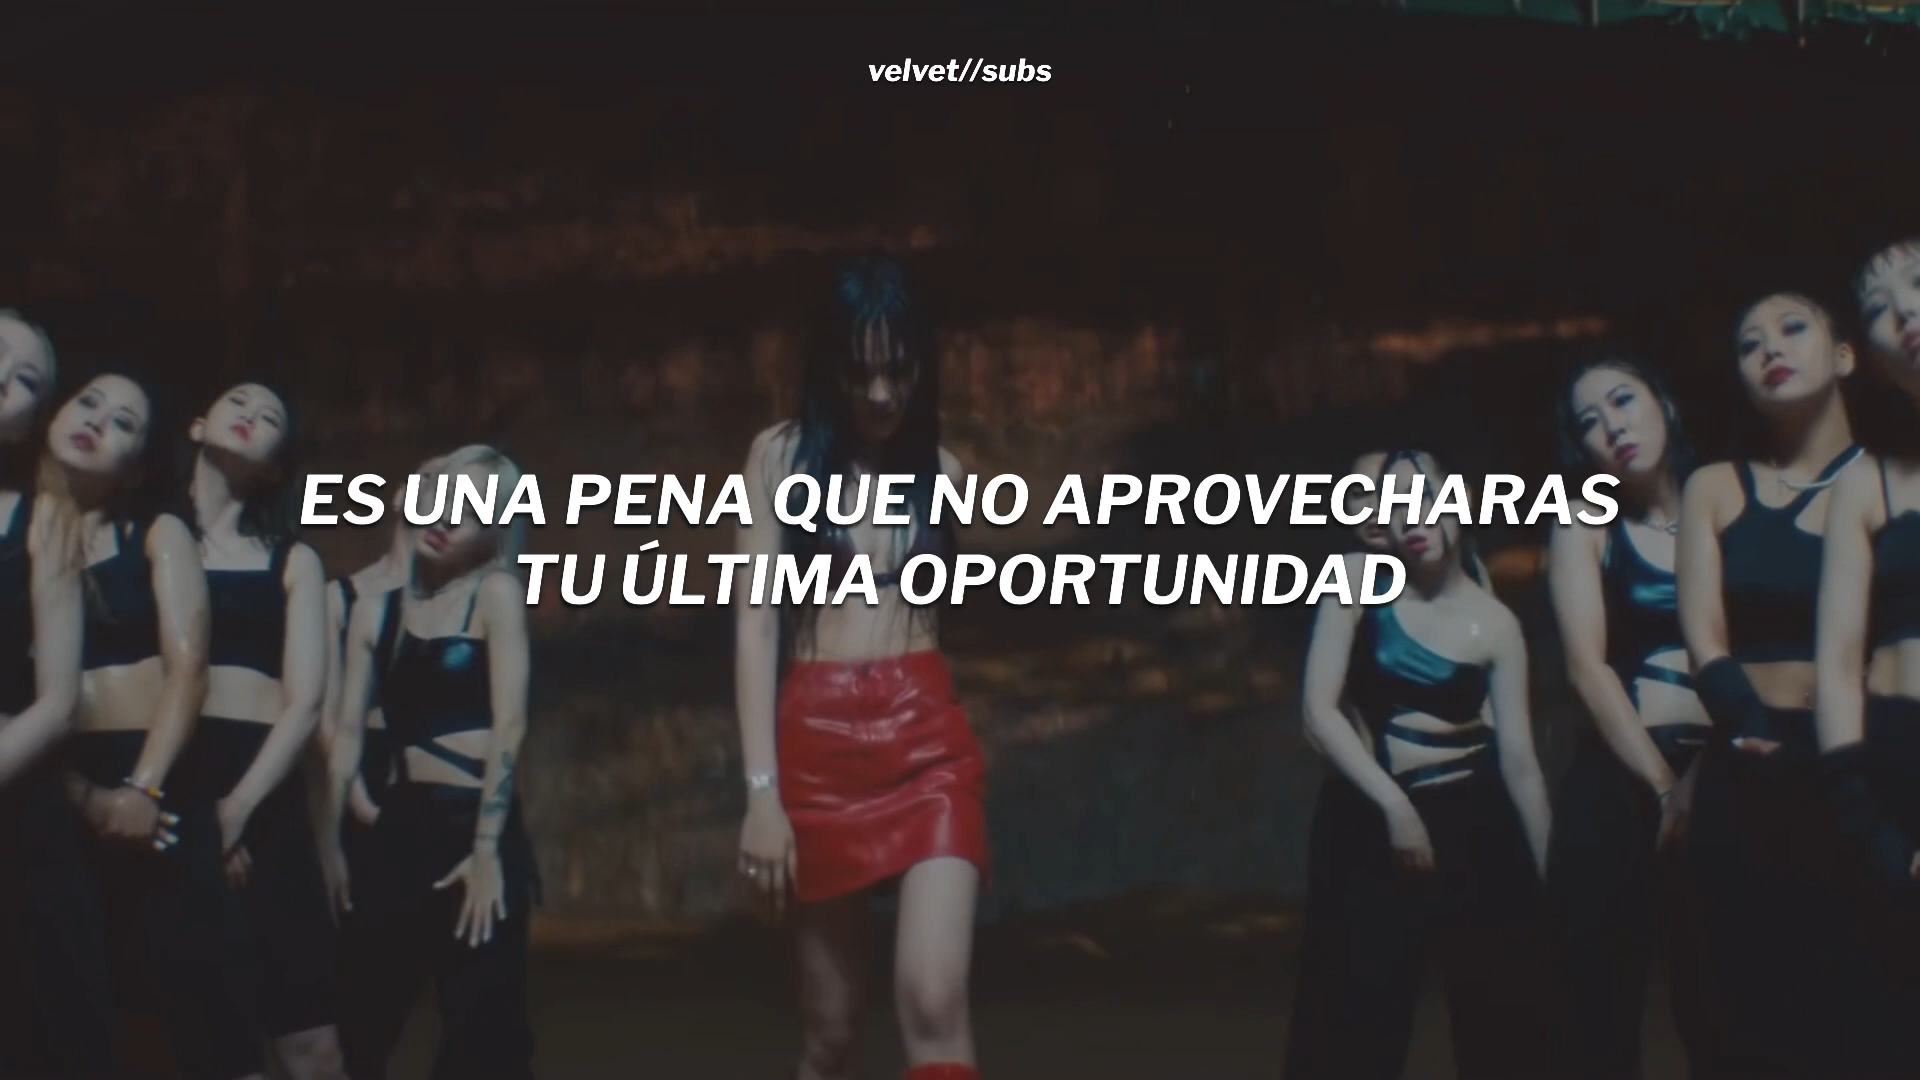 velvet//subs
ES UNA PENA QUE NO APROVECHARAS
TU ÚLTIMA OPORTUNIDAD